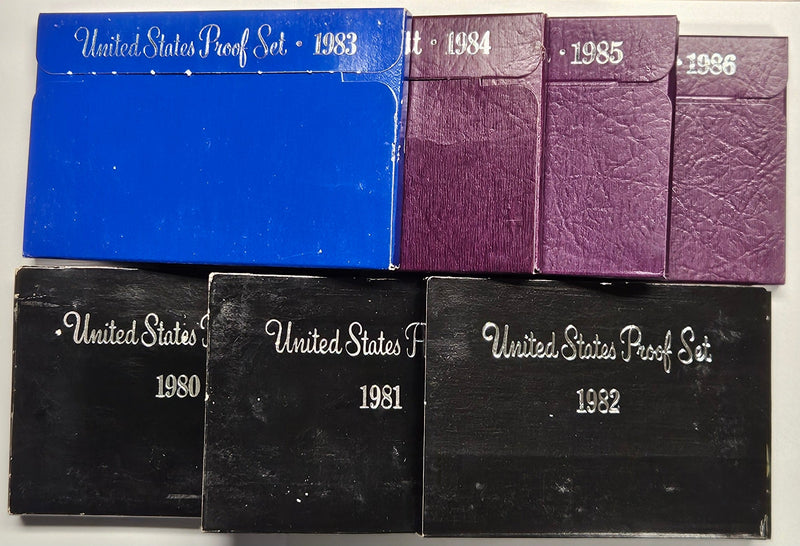 United States Proof Set · 1983
· 1984
· 1985
· 1986
United States
1980
United States
1981
United States Proof Set
1982